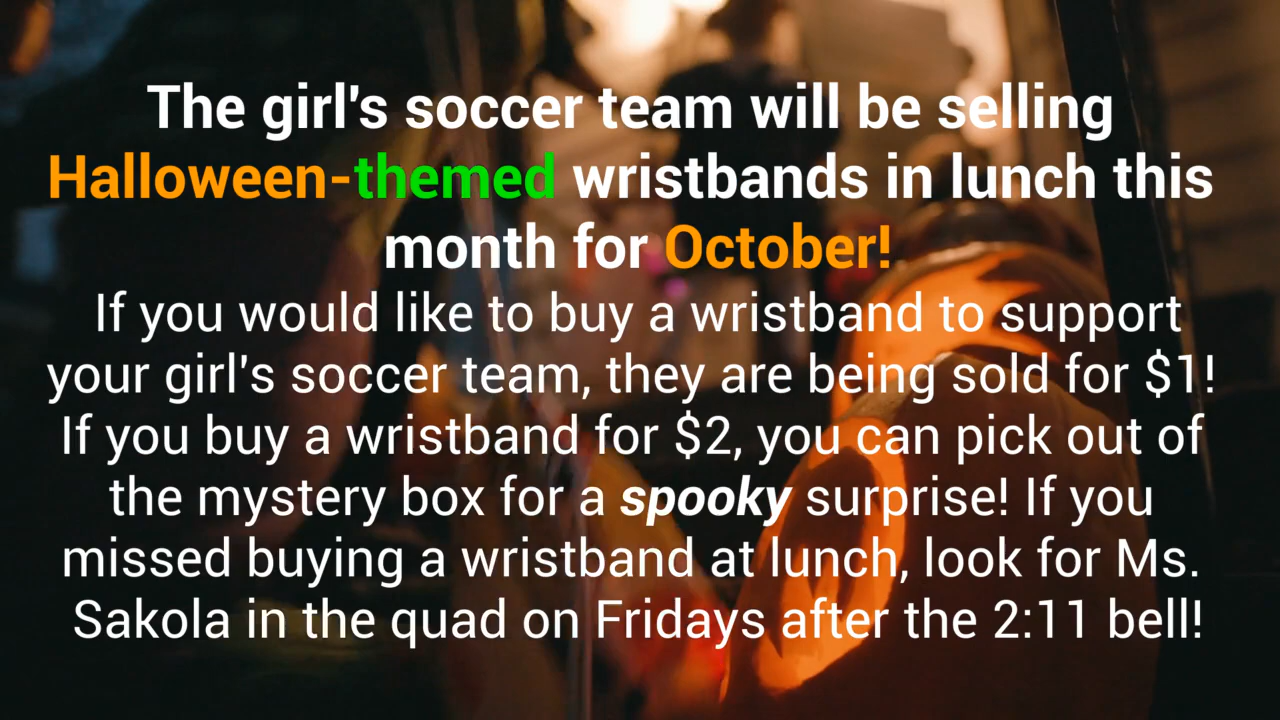 The girl's soccer team will be selling
Halloween-themed wristbands in lunch this
month for October!
If you would like to buy a wristband to support
your girl's soccer team, they are being sold for $1!
If you buy a wristband for $2, you can pick out of
the mystery box for a spooky surprise! If you
missed buying a wristband at lunch, look for Ms.
Sakola in the quad on Fridays after the 2:11 bell!